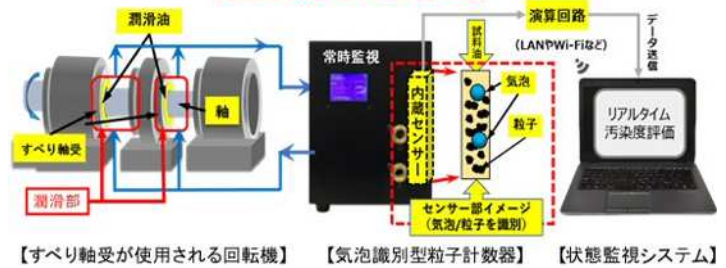 潤滑油
軸
すべり軸受
潤滑部
常時監視
内蔵センサー
試料油
気泡
粒子
センサー部イメージ
(気泡/粒子を識別)
演算回路
(LANやWi-Fiなど)
データ送信
リアルタイム
汚染度評価
【すべり軸受が使用される回転機】
【気泡識別型粒子計数器】
【状態監視システム】